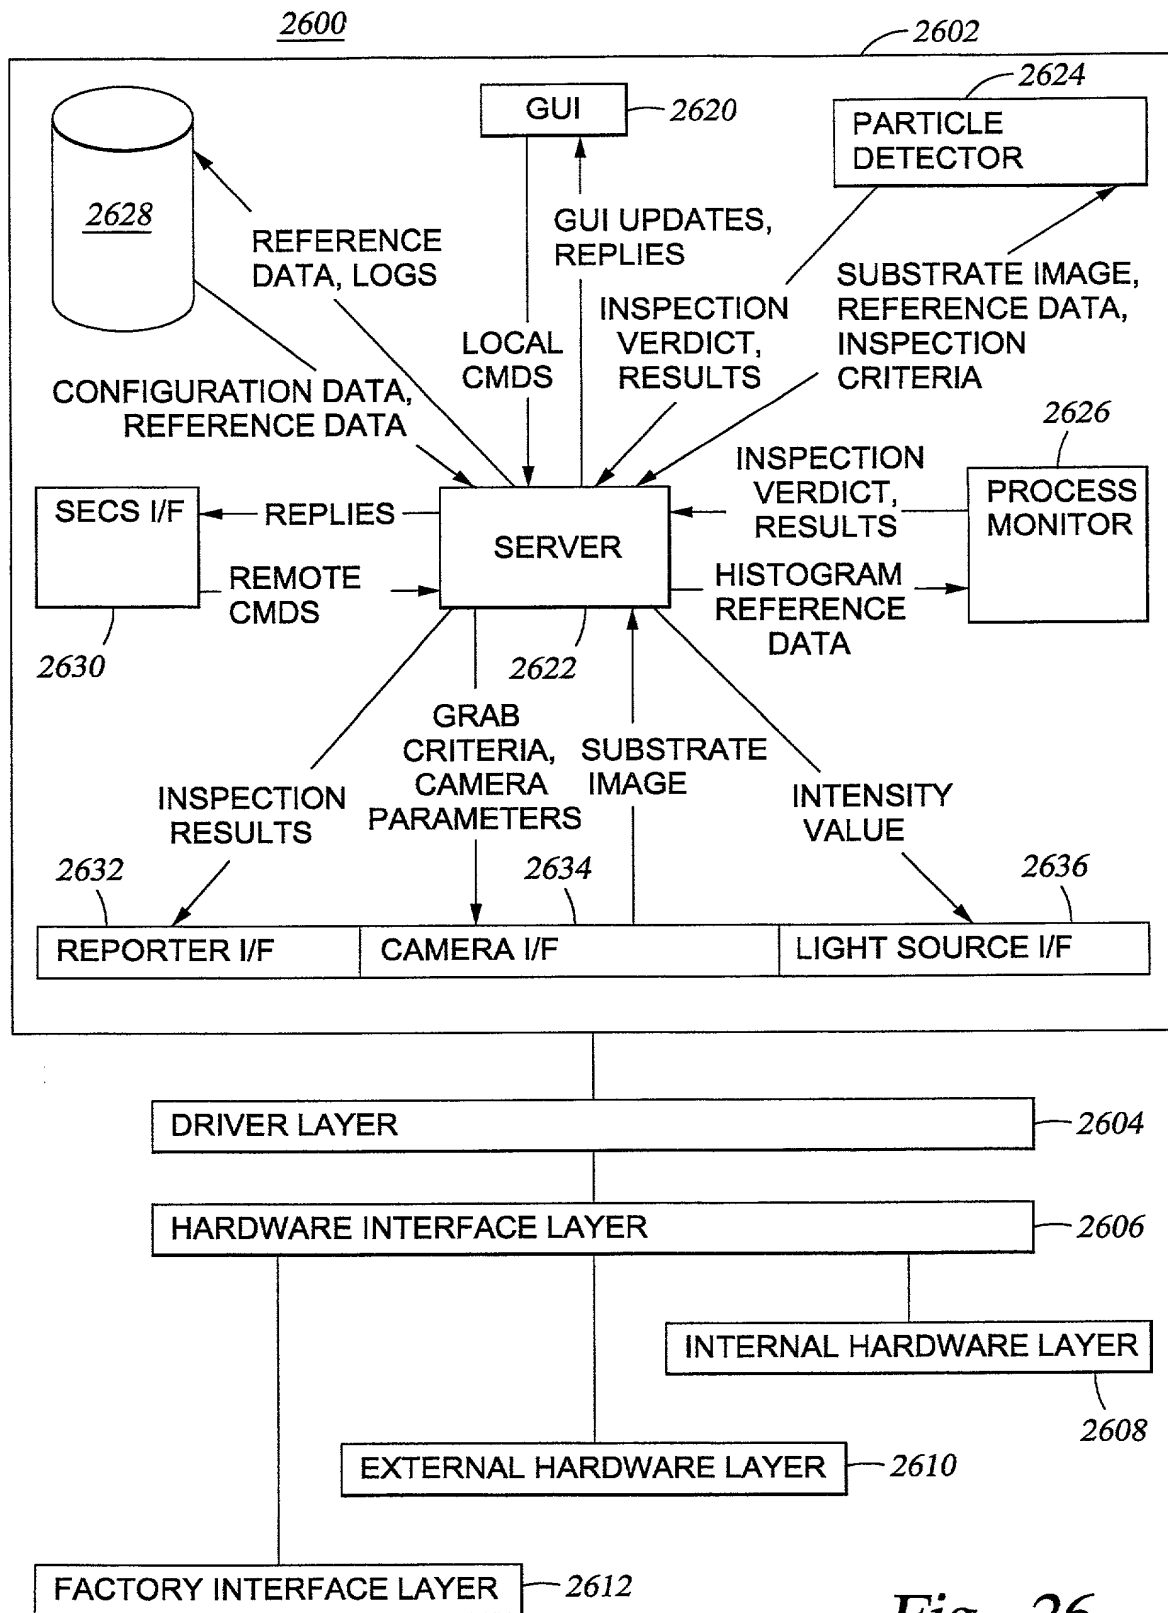 2600
2602
2628
GUI
2620
2624
PARTICLE
DETECTOR
REFERENCE
DATA, LOGS
GUI UPDATES,
REPLIES
LOCAL
CMDS
INSPECTION
VERDICT,
RESULTS
SUBSTRATE IMAGE,
REFERENCE DATA,
INSPECTION
CRITERIA
CONFIGURATION DATA,
REFERENCE DATA
2626
INSPECTION
VERDICT,
RESULTS
PROCESS
MONITOR
SECS I/F
REPLIES
SERVER
REMOTE
CMDS
HISTOGRAM
REFERENCE
DATA
2630
2622
GRAB
CRITERIA,
CAMERA
PARAMETERS
SUBSTRATE
IMAGE
INSPECTION
RESULTS
INTENSITY
VALUE
2632
2634
2636
REPORTER I/F
CAMERA I/F
LIGHT SOURCE I/F
DRIVER LAYER
2604
HARDWARE INTERFACE LAYER
2606
INTERNAL HARDWARE LAYER
2608
EXTERNAL HARDWARE LAYER
2610
FACTORY INTERFACE LAYER
2612
Fig. 26